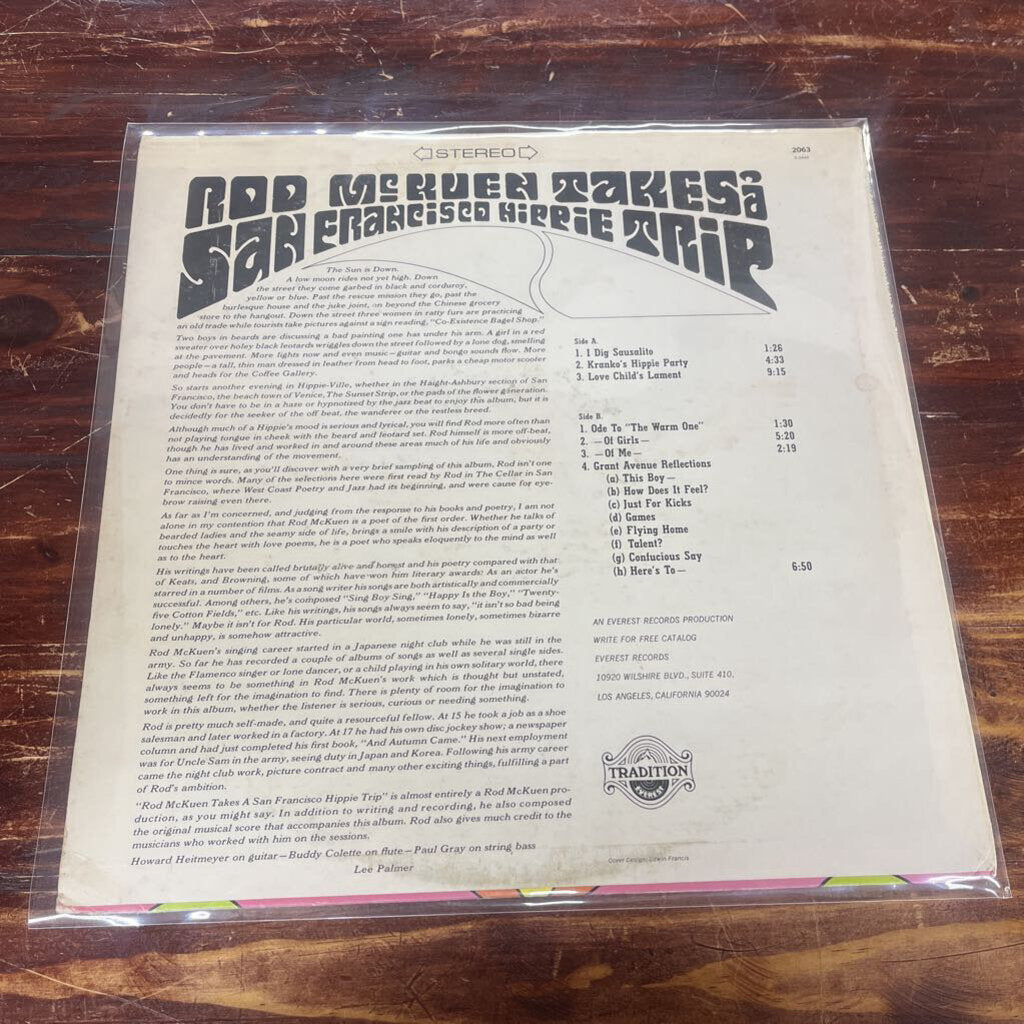 STEREO
2063
ROD McKUEN TAKES a
SAN FRANCISCO HIPPIE TRIP
The Sun is Down.
A low moon rides not yet high. Down
the street they come garbed in black and corduroy,
yellow or blue. Past the rescue mission they go, past the
burlesque house and the juke joint, on beyond the Chinese grocery
store to the hangout. Down the street three women in ratty furs are practicing
an old trade while tourists take pictures against a sign reading, "Co-Existence Bagel Shop."
Two boys in beards are discussing a bad painting one has under his arm. A girl in a red
sweater over holey black leotards wriggles down the street followed by a lone dog, smelling
at the pavement. More lights now and even music—guitar and bongo sounds flow. More
people—a tall, thin man dressed in leather from head to foot, parks a cheap motor scooter
and heads for the Coffee Gallery.
So starts another evening in Hippie-Ville, whether in the Haight-Ashbury section of San
Francisco, the beach town of Venice, The Sunset Strip, or the pads of the flower generation.
You don't have to be in a haze or hypnotized by the jazz beat to enjoy this album, but it is
decidedly for the seeker of the off beat, the wanderer or the restless breed.
Although much of a Hippie's mood is serious and lyrical, you will find Rod more often than
not playing tongue in cheek with the beard and leotard set. Rod himself is more off-beat,
though he has lived and worked in and around these areas much of his life and obviously
has an understanding of the movement.
One thing is sure, as you'll discover with a very brief sampling of this album, Rod isn't one
to mince words. Many of the selections here were first read by Rod in The Cellar in San
Francisco, where West Coast Poetry and Jazz had its beginning, and were cause for eye-
brow raising even there.
As far as I'm concerned, and judging from the response to his books and poetry, I am not
alone in my contention that Rod McKuen is a poet of the first order. Whether he talks of
bearded ladies and the seamy side of life, brings a smile with his description of a party or
touches the heart with love poems, he is a poet who speaks eloquently to the mind as well
as to the heart.
His writings have been called brutally alive and honest and his poetry compared with that
of Keats, and Browning, some of which have won him literary awards. As an actor he's
starred in a number of films. As a song writer his songs are both artistically and commercially
successful. Among others, he's composed "Sing Boy Sing," "Happy Is the Boy," "Twenty-
five Cotton Fields," etc. Like his writings, his songs always seem to say, "it isn't so bad being
lonely." Maybe it isn't for Rod. His particular world, sometimes lonely, sometimes bizarre
and unhappy, is somehow attractive.
Rod McKuen's singing career started in a Japanese night club while he was still in the
army. So far he has recorded a couple of albums of songs as well as several single sides.
Like the Flamenco singer or lone dancer, or a child playing in his own solitary world, there
always seems to be something in Rod McKuen's work which is thought but unstated,
something left for the imagination to find. There is plenty of room for the imagination to
work in this album, whether the listener is serious, curious or needing something.
Rod is pretty much self-made, and quite a resourceful fellow. At 15 he took a job as a shoe
salesman and later worked in a factory. At 17 he had his own disc jockey show; a newspaper
column and had just completed his first book, "And Autumn Came." His next employment
was for Uncle Sam in the army, seeing duty in Japan and Korea. Following his army career
came the night club work, picture contract and many other exciting things, fulfilling a part
of Rod's ambition.
"Rod McKuen Takes A San Francisco Hippie Trip" is almost entirely a Rod McKuen pro-
duction, as you might say. In addition to writing and recording, he also composed
the original musical score that accompanies this album. Rod also gives much credit to the
musicians who worked with him on the sessions.
Howard Heitmeyer on guitar—Buddy Colette on flute—Paul Gray on string bass
Lee Palmer
Side A
1. I Dig Sausalito 1:26
2. Kranko's Hippie Party 4:33
3. Love Child's Lament 9:15
Side B.
1. Ode To "The Warm One" 1:30
2. —Of Girls— 5:20
3. —Of Me— 2:19
4. Grant Avenue Reflections
(a) This Boy—
(b) How Does It Feel?
(c) Just For Kicks
(d) Games
(e) Flying Home
(f) Talent?
(g) Confucious Say
(h) Here's To— 6:50
AN EVEREST RECORDS PRODUCTION
WRITE FOR FREE CATALOG
EVEREST RECORDS
10920 WILSHIRE BLVD., SUITE 410,
LOS ANGELES, CALIFORNIA 90024
TRADITION
EVEREST
Cover Design: Edwin Francis